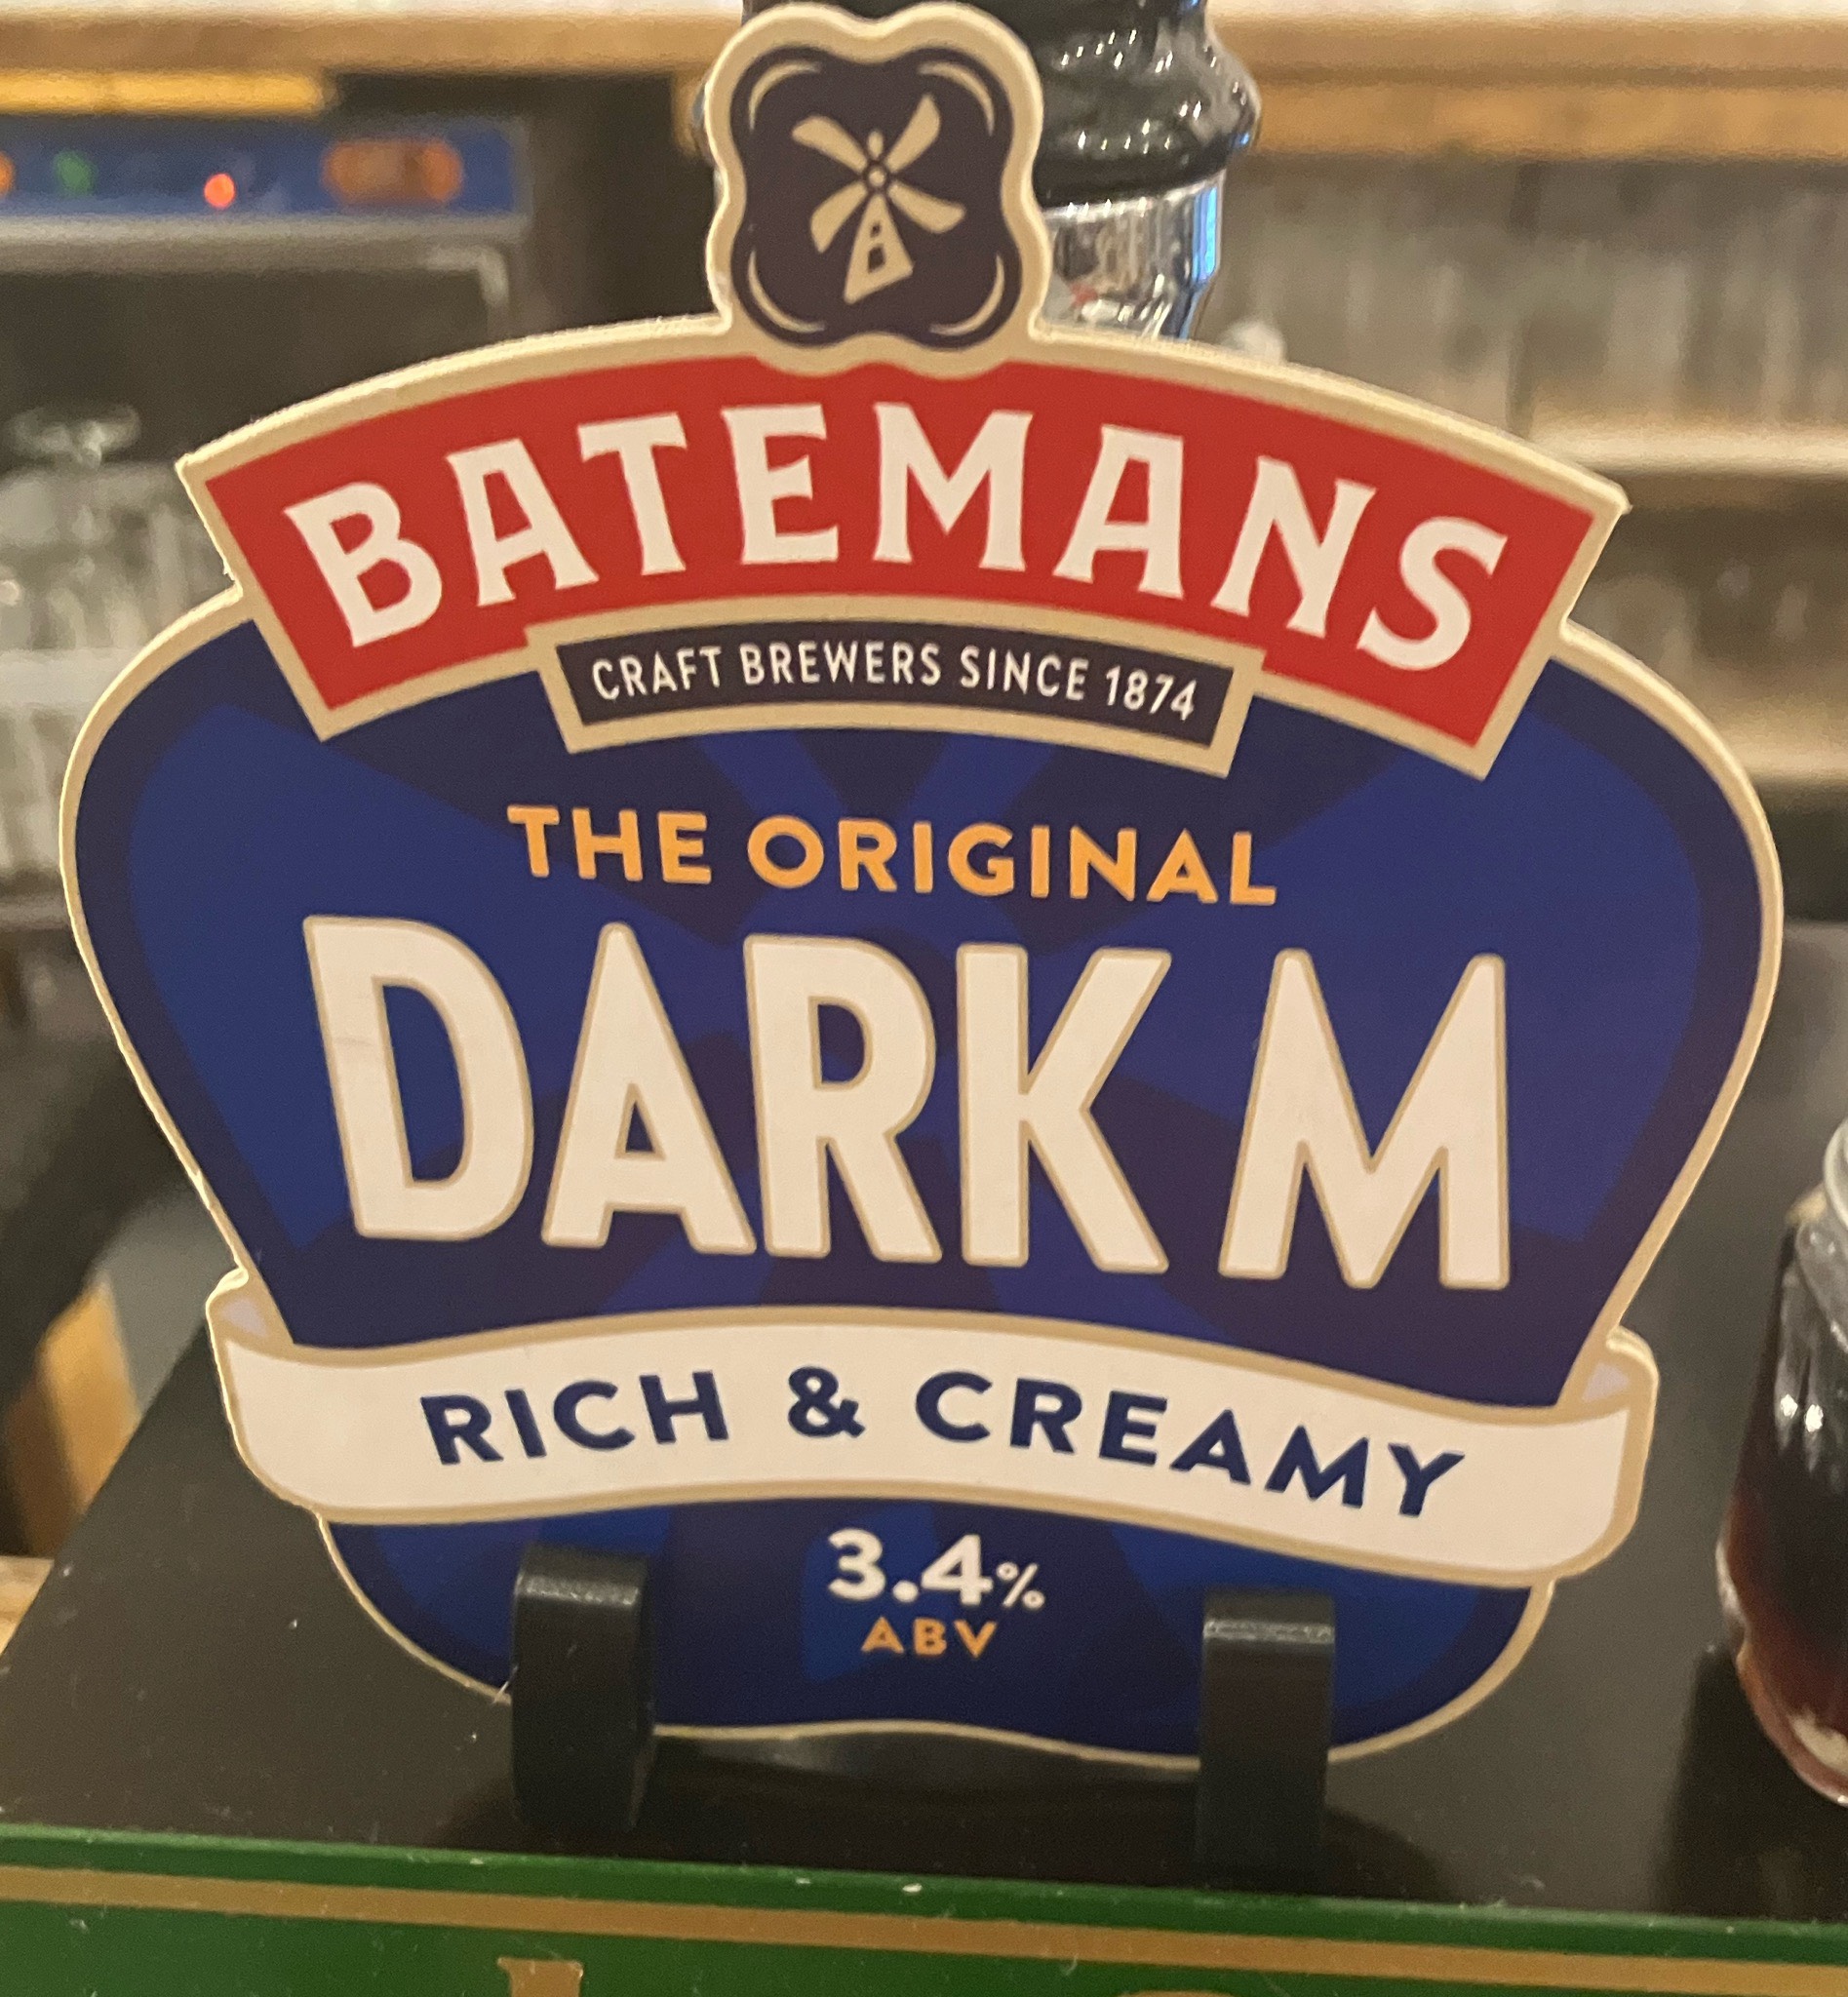 BATEMANS
CRAFT BREWERS SINCE 1874
THE ORIGINAL
DARK M
RICH & CREAMY
3.4%
ABV